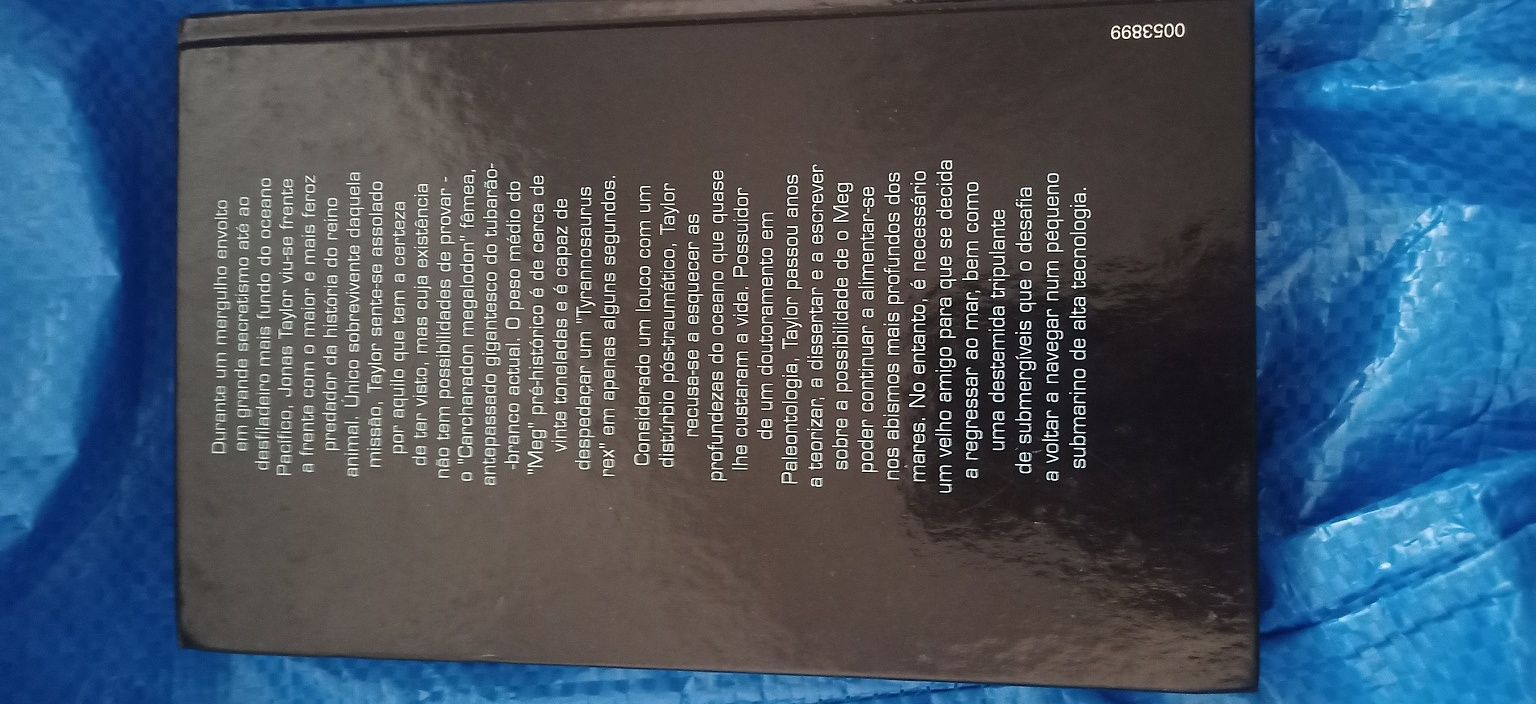 Durante um mergulho envolto
em grande secretismo até ao
desfiladeiro mais fundo do oceano
Pacífico, Jonas Taylor viu-se frente
a frente com o maior e mais feroz
predador da história do reino
animal. Único sobrevivente daquela
missão, Taylor sente-se assolado
por aquilo que tem a certeza
de ter visto, mas cuja existência
não tem possibilidades de provar -
o "Carcharadon megalodon" fêmea,
antepassado gigantesco do tubarão-
-branco actual. O peso médio do
"Meg" pré-histórico é de cerca de
vinte toneladas e é capaz de
despedaçar um "Tyrannosaurus
rex" em apenas alguns segundos.
Considerado um louco com um
distúrbio pós-traumático, Taylor
recusa-se a esquecer as
profundezas do oceano que quase
lhe custaram a vida. Possuidor
de um doutoramento em
Paleontologia, Taylor passou anos
a teorizar, a dissertar e a escrever
sobre a possibilidade de o Meg
poder continuar a alimentar-se
nos abismos mais profundos dos
mares. No entanto, é necessário
um velho amigo para que se decida
a regressar ao mar, bem como
uma destemida tripulante
de submergíveis que o desafia
a voltar a navegar num pequeno
submarino de alta tecnologia.
0053899